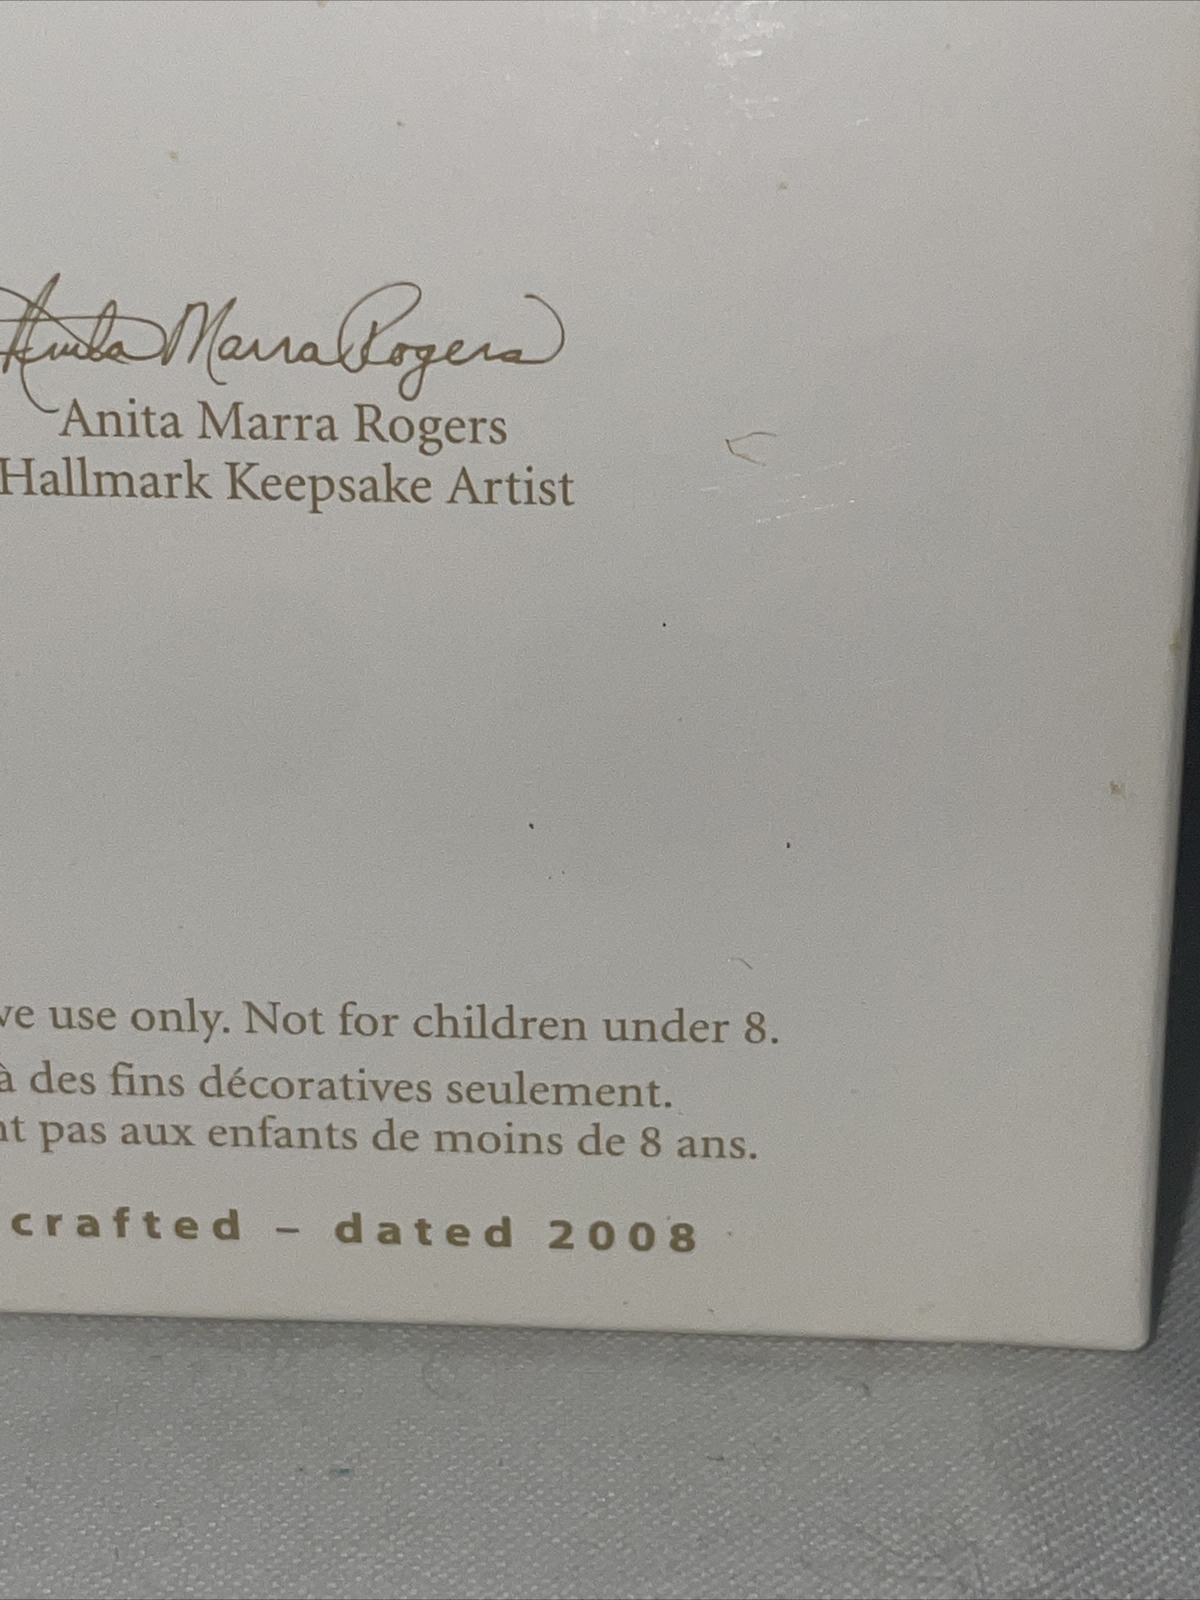 Anita Marra Rogers
Anita Marra Rogers
Hallmark Keepsake Artist
ve use only. Not for children under 8.
à des fins décoratives seulement.
nt pas aux enfants de moins de 8 ans.
crafted – dated 2008